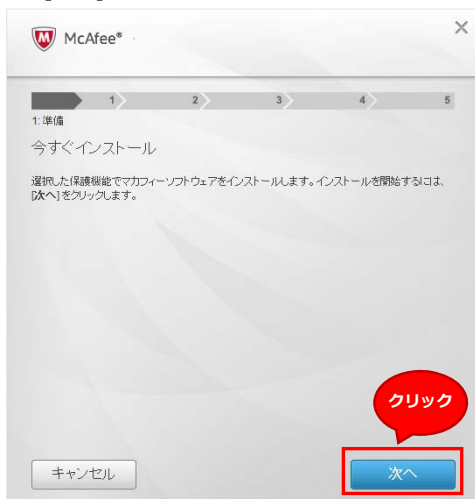 McAfee®
×
1 2 3 4 5
1: 準備
今すぐインストール
選択した保護機能でマカフィーソフトウェアをインストールします。インストールを開始するには、
[次へ] をクリックします。
クリック
キャンセル
次へ